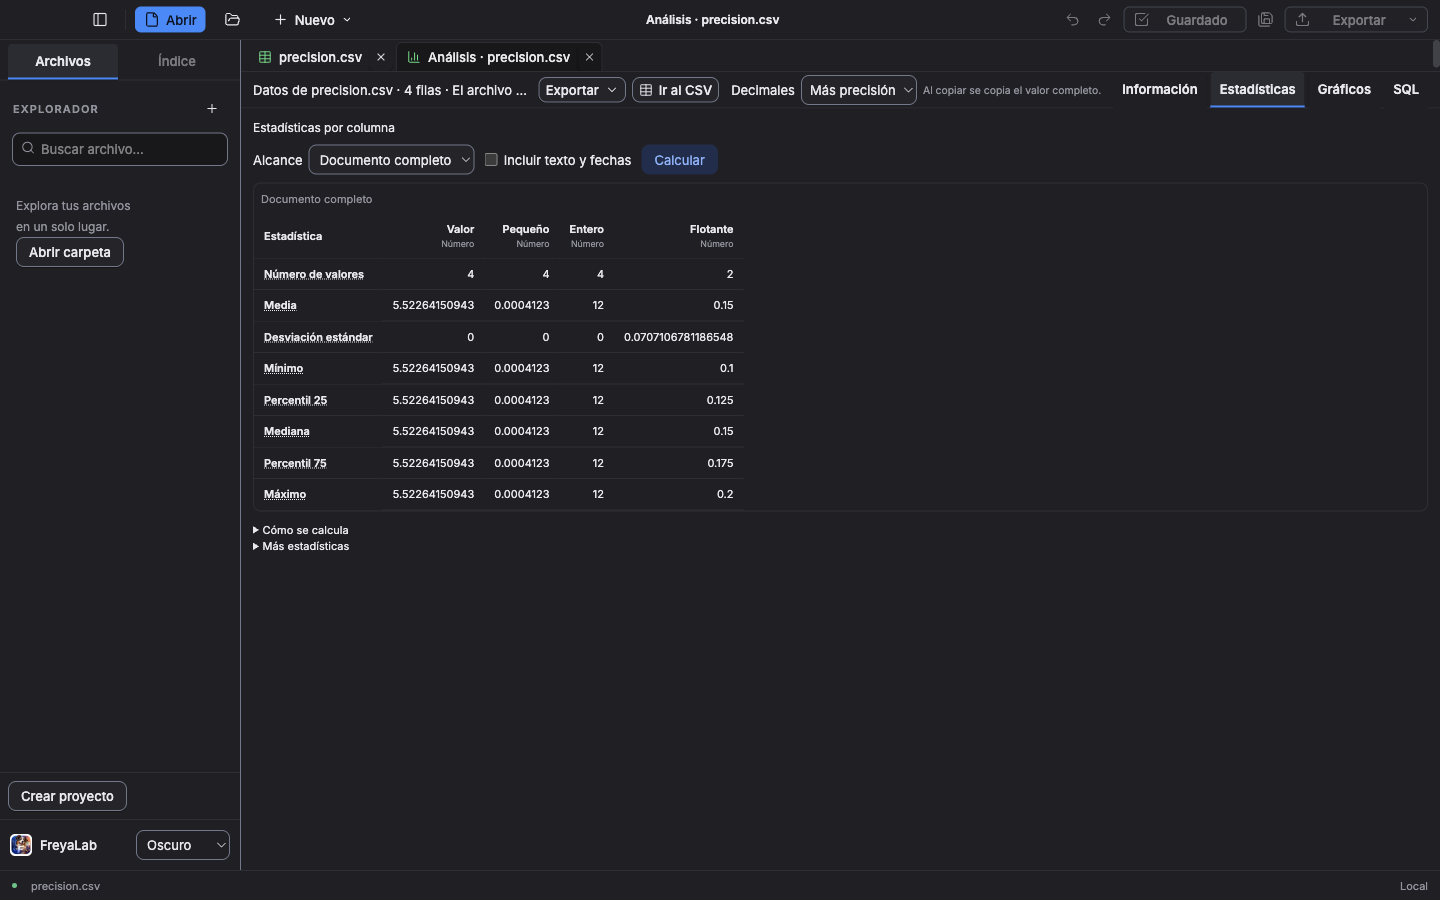 Abrir
Nuevo
Análisis · precision.csv
Guardado
Exportar
Archivos
Índice
precision.csv
Análisis · precision.csv
EXPLORADOR
Buscar archivo...
Explora tus archivos
en un solo lugar.
Abrir carpeta
Datos de precision.csv · 4 filas · El archivo ...
Exportar
Ir al CSV
Decimales
Más precisión
Al copiar se copia el valor completo.
Información
Estadísticas
Gráficos
SQL
Estadísticas por columna
Alcance
Documento completo
Incluir texto y fechas
Calcular
Documento completo
Estadística Valor Pequeño Entero Flotante
Número Número Número Número
Número de valores 4 4 4 2
Media 5.52264150943 0.0004123 12 0.15
Desviación estándar 0 0 0 0.0707106781186548
Mínimo 5.52264150943 0.0004123 12 0.1
Percentil 25 5.52264150943 0.0004123 12 0.125
Mediana 5.52264150943 0.0004123 12 0.15
Percentil 75 5.52264150943 0.0004123 12 0.175
Máximo 5.52264150943 0.0004123 12 0.2
Cómo se calcula
Más estadísticas
Crear proyecto
FreyaLab
Oscuro
precision.csv
Local